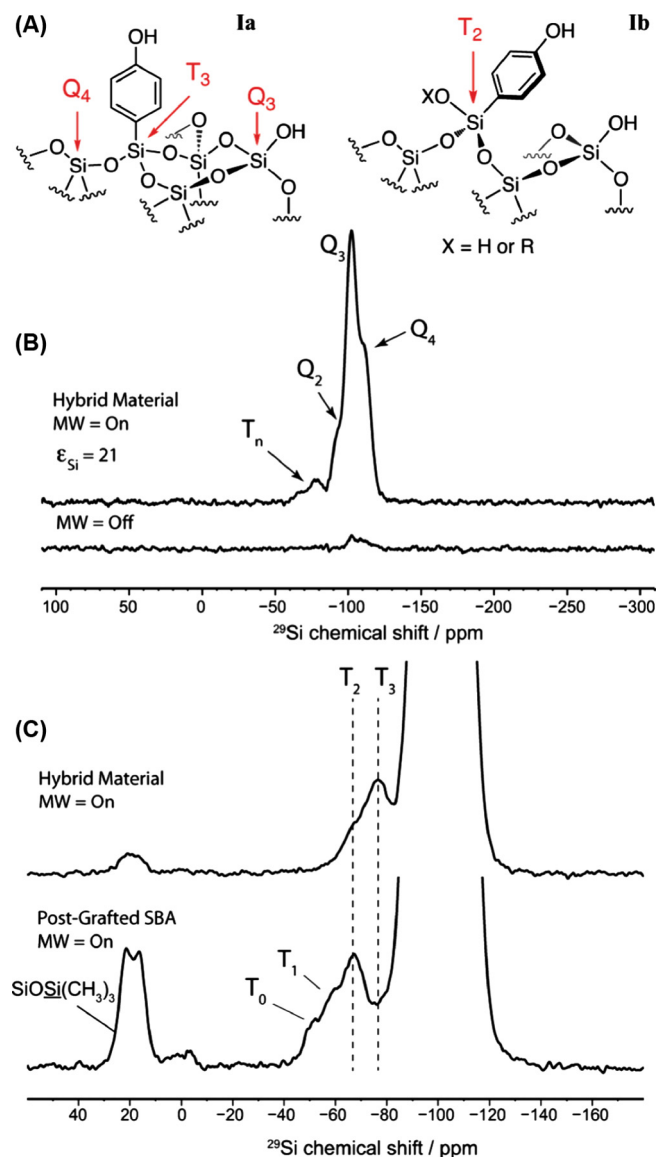 (A)
Ia
Ib
OH
Q4
T3
Q3
OH
O
Si
O
Si
O
Si
O
Si
O
O
Si
O
T2
OH
XO
Si
O
OH
Si
O
O
Si
Si
O
O
X = H or R
(B)
Q3
Q4
Q2
Tn
Hybrid Material
MW = On
εSi = 21
MW = Off
100 50 0 −50 −100 −150 −200 −250 −300
29Si chemical shift / ppm
(C)
T2 T3
Hybrid Material
MW = On
Post-Grafted SBA
MW = On
SiOSi(CH3)3
T1
T0
40 20 0 −20 −40 −60 −80 −100 −120 −140 −160
29Si chemical shift / ppm